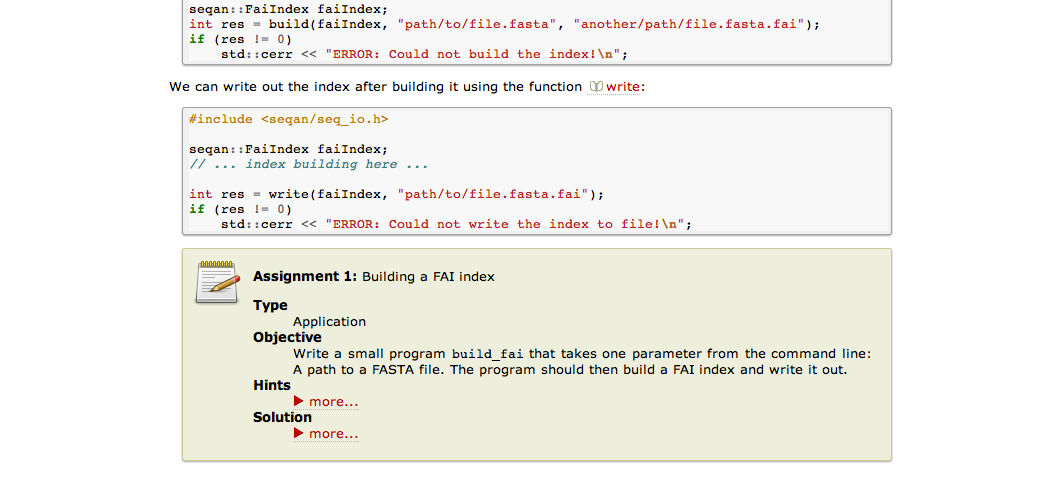 seqan::FaiIndex faiIndex;
int res = build(faiIndex, "path/to/file.fasta", "another/path/file.fasta.fai");
if (res != 0)
    std::cerr << "ERROR: Could not build the index!\n";
We can write out the index after building it using the function write:
#include <seqan/seq_io.h>
seqan::FaiIndex faiIndex;
// ... index building here ...
int res = write(faiIndex, "path/to/file.fasta.fai");
if (res != 0)
    std::cerr << "ERROR: Could not write the index to file!\n";
Assignment 1: Building a FAI index
Type
Application
Objective
Write a small program build_fai that takes one parameter from the command line:
A path to a FASTA file. The program should then build a FAI index and write it out.
Hints
more...
Solution
more...